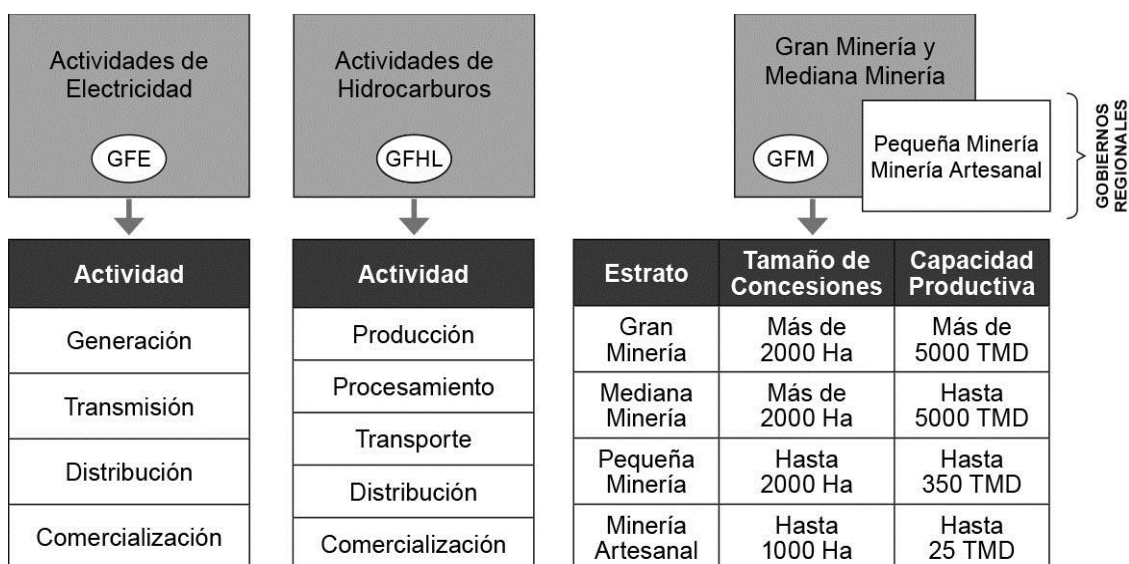 Actividades de
Electricidad
GFE
Actividad
Generación
Transmisión
Distribución
Comercialización
Actividades de
Hidrocarburos
GFHL
Actividad
Producción
Procesamiento
Transporte
Distribución
Comercialización
Gran Minería y
Mediana Minería
GFM
Pequeña Minería
Minería Artesanal
GOBIERNOS
REGIONALES
Estrato
Tamaño de
Concesiones
Capacidad
Productiva
Gran
Minería
Más de
2000 Ha
Más de
5000 TMD
Mediana
Minería
Más de
2000 Ha
Hasta
5000 TMD
Pequeña
Minería
Hasta
2000 Ha
Hasta
350 TMD
Minería
Artesanal
Hasta
1000 Ha
Hasta
25 TMD